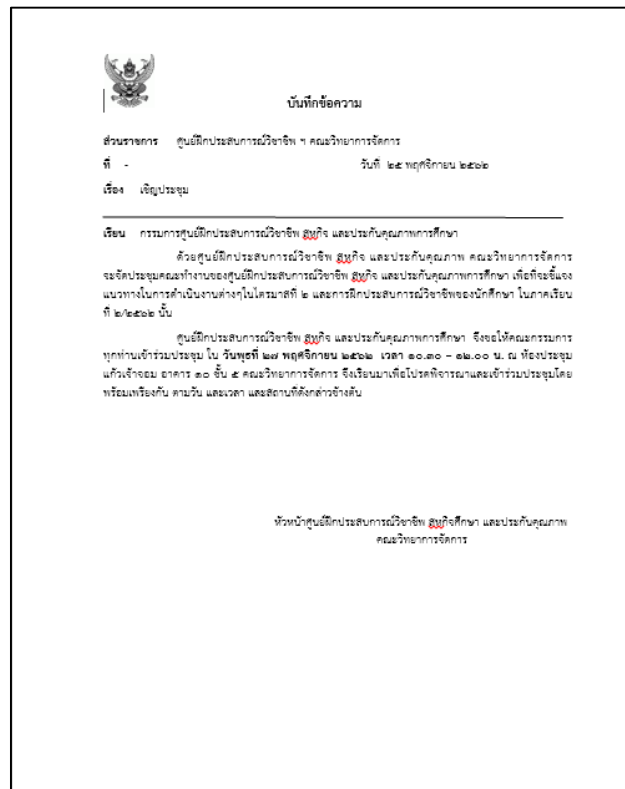 บันทึกข้อความ
ส่วนราชการ ศูนย์ฝึกประสบการณ์วิชาชีพ ฯ คณะวิทยาการจัดการ
ที่ - วันที่ ๒๕ พฤศจิกายน ๒๕๖๒
เรื่อง เชิญประชุม
เรียน กรรมการศูนย์ฝึกประสบการณ์วิชาชีพ สหกิจ และประกันคุณภาพการศึกษา
ด้วยศูนย์ฝึกประสบการณ์วิชาชีพ สหกิจ และประกันคุณภาพ คณะวิทยาการจัดการ
จะจัดประชุมคณะทำงานของศูนย์ฝึกประสบการณ์วิชาชีพ สหกิจ และประกันคุณภาพการศึกษา เพื่อที่จะชี้แจง
แนวทางในการดำเนินงานต่างๆในไตรมาสที่ ๒ และการฝึกประสบการณ์วิชาชีพของนักศึกษา ในภาคเรียน
ที่ ๒/๒๕๖๒ นั้น
ศูนย์ฝึกประสบการณ์วิชาชีพ สหกิจ และประกันคุณภาพการศึกษา จึงขอให้คณะกรรมการ
ทุกท่านเข้าร่วมประชุม ใน วันพุธที่ ๒๗ พฤศจิกายน ๒๕๖๒ เวลา ๑๐.๓๐ – ๑๒.๐๐ น. ณ ห้องประชุม
แก้วเจ้าจอม อาคาร ๑๐ ชั้น ๕ คณะวิทยาการจัดการ จึงเรียนมาเพื่อโปรดพิจารณาและเข้าร่วมประชุมโดย
พร้อมเพรียงกัน ตามวัน และเวลา และสถานที่ดังกล่าวข้างต้น
หัวหน้าศูนย์ฝึกประสบการณ์วิชาชีพ สหกิจศึกษา และประกันคุณภาพ
คณะวิทยาการจัดการ